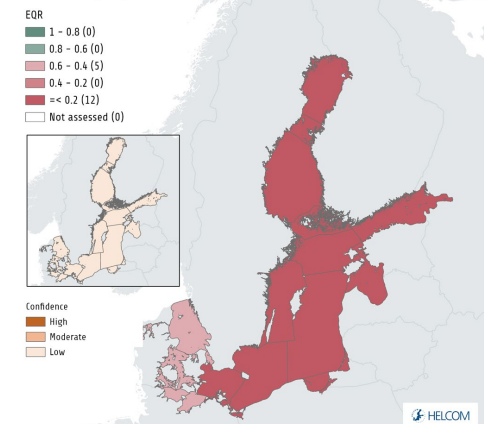 EQR
1 - 0.8 (0)
0.8 - 0.6 (0)
0.6 - 0.4 (5)
0.4 - 0.2 (0)
=< 0.2 (12)
Not assessed (0)
Confidence
High
Moderate
Low
HELCOM